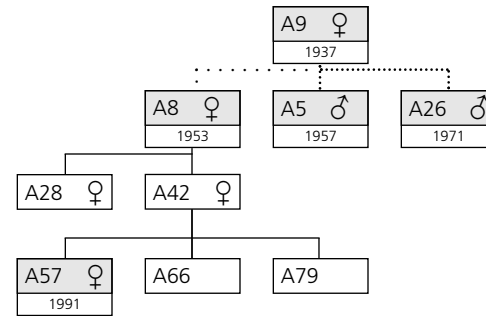 A9 ♀
1937
A8 ♀
A5 ♂
A26 ♂
1953
1957
1971
A28 ♀
A42 ♀
A57 ♀
A66
A79
1991